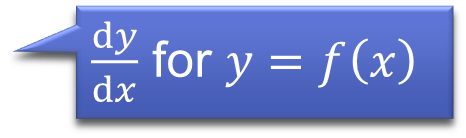 dy/dx for y = f(x)